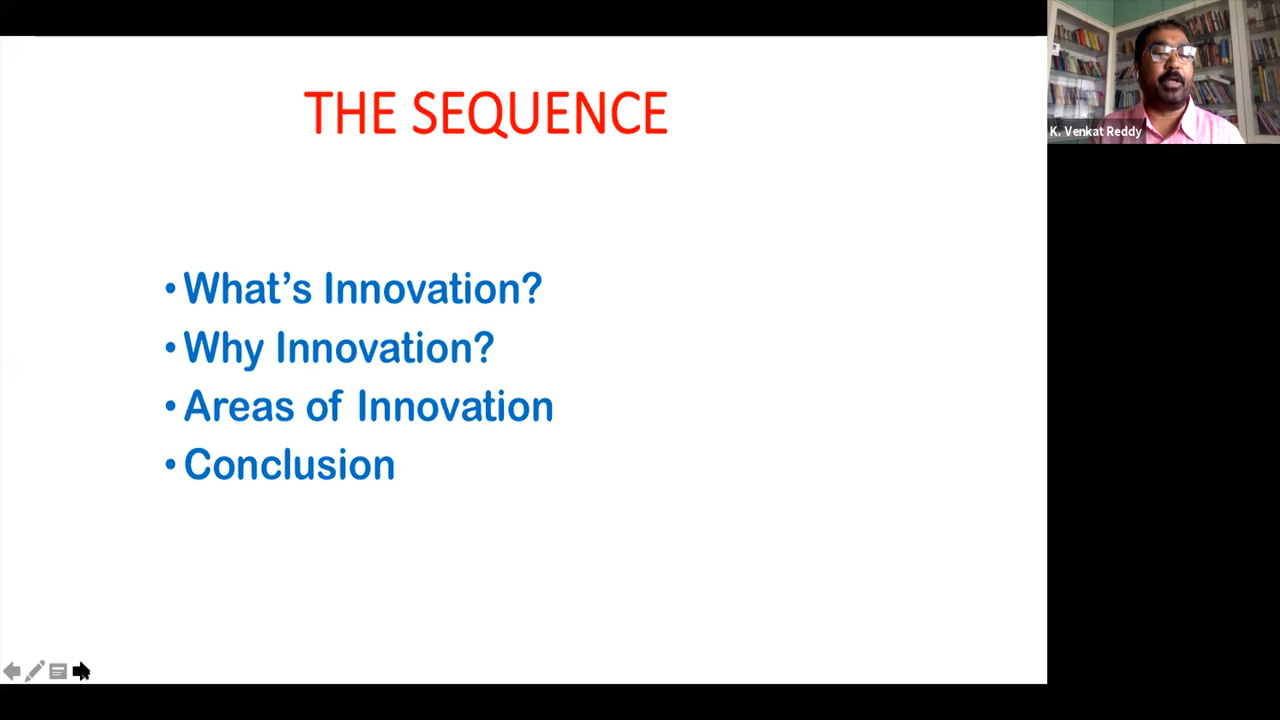 THE SEQUENCE
K. Venkat Reddy
• What's Innovation?
• Why Innovation?
• Areas of Innovation
• Conclusion